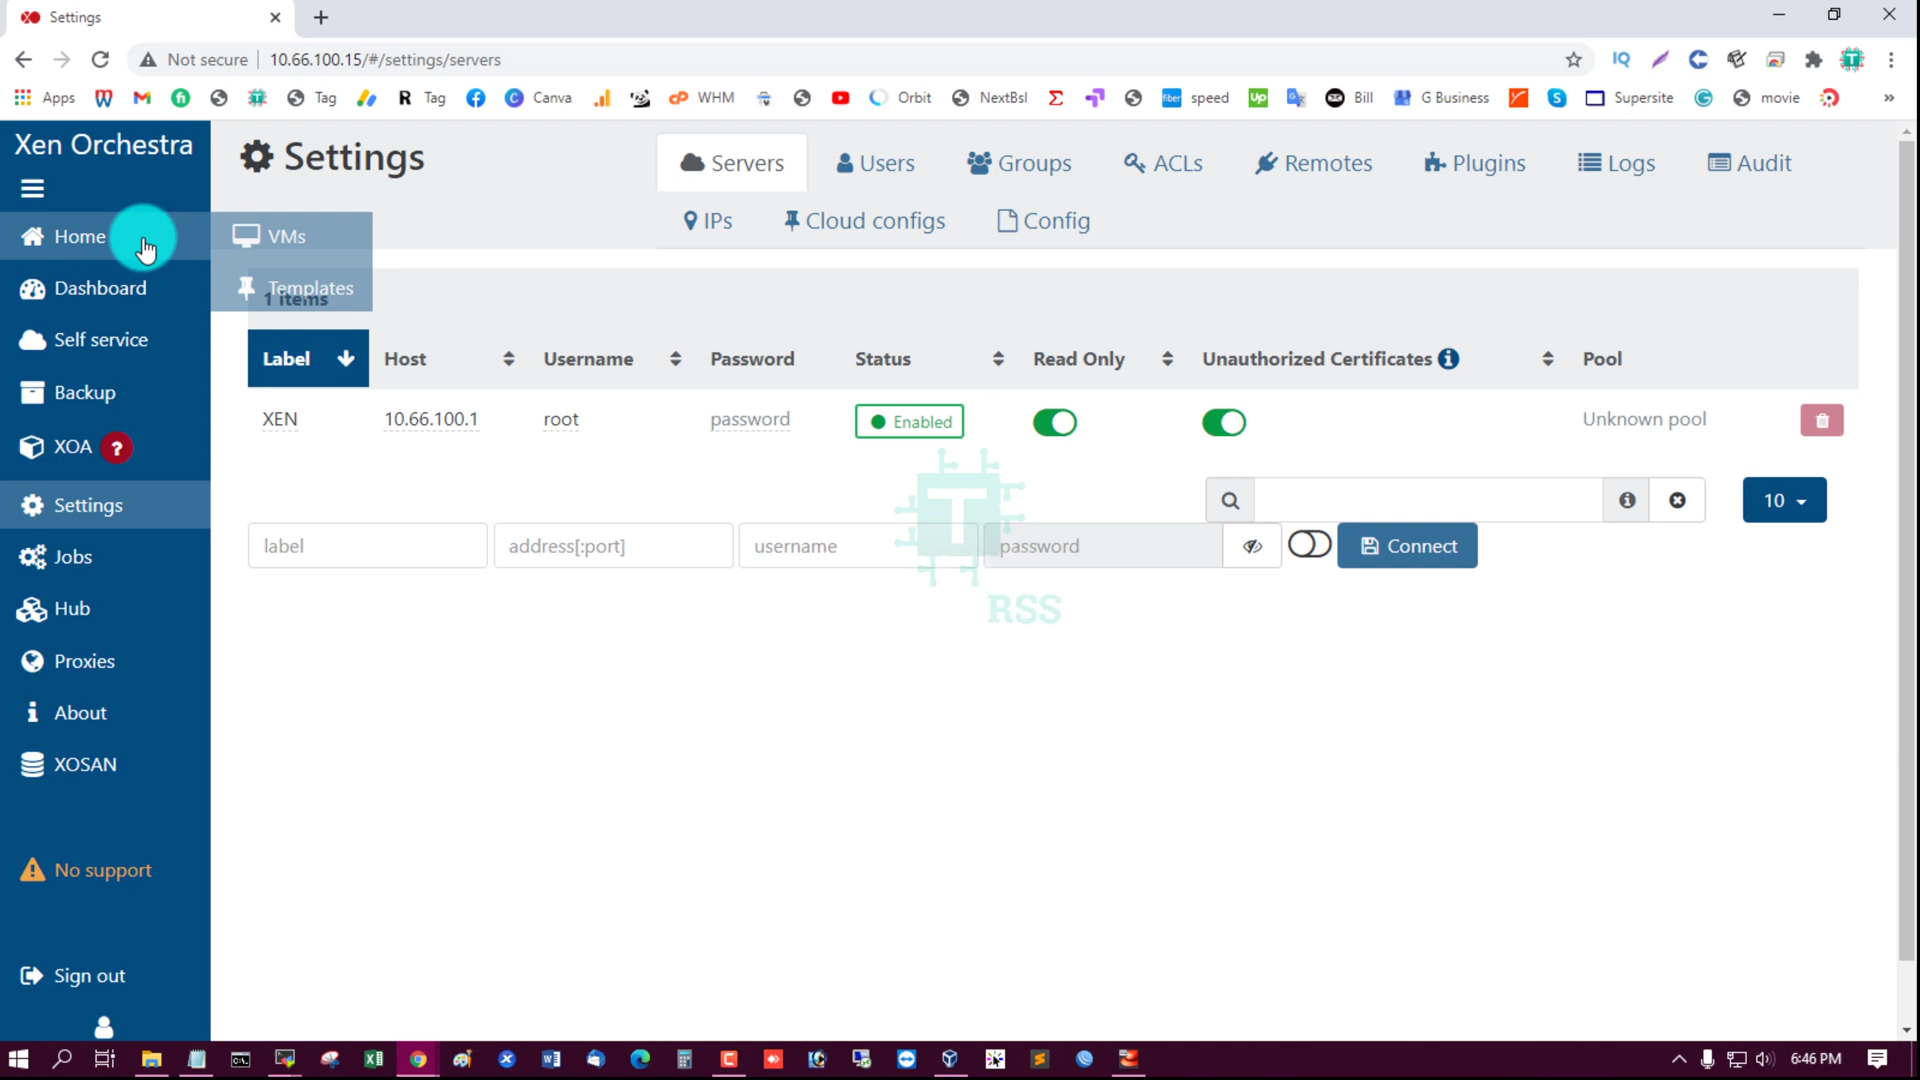 Settings
Not secure
10.66.100.15/#/settings/servers
IQ
Apps
Tag
Tag
Canva
WHM
Orbit
NextBsl
speed
Bill
G Business
Supersite
movie
Xen Orchestra
Settings
Servers
Users
Groups
ACLs
Remotes
Plugins
Logs
Audit
IPs
Cloud configs
Config
Home
VMs
Templates
1 items
Dashboard
Self service
Backup
XOA
Settings
Jobs
Hub
Proxies
About
XOSAN
No support
Sign out
Label
Host
Username
Password
Status
Read Only
Unauthorized Certificates
Pool
XEN
10.66.100.1
root
password
Enabled
Unknown pool
10
label
address[:port]
username
password
Connect
T
RSS
6:46 PM